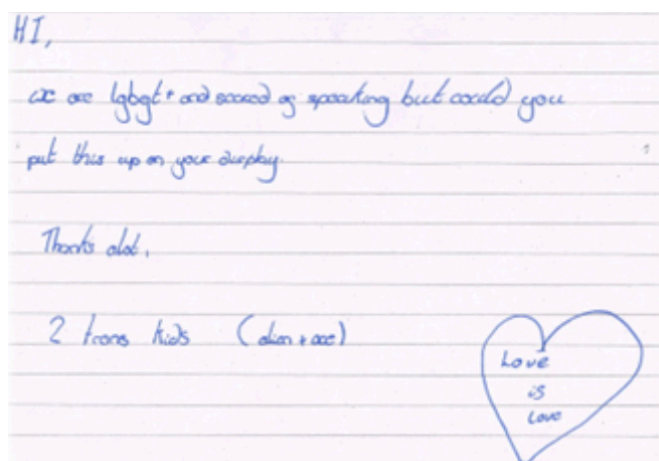 HI,
we are lgbqt+ and scared of speaking but could you
put this up on your display.
Thanks alot,
2 trans kids (
Love
is
Love